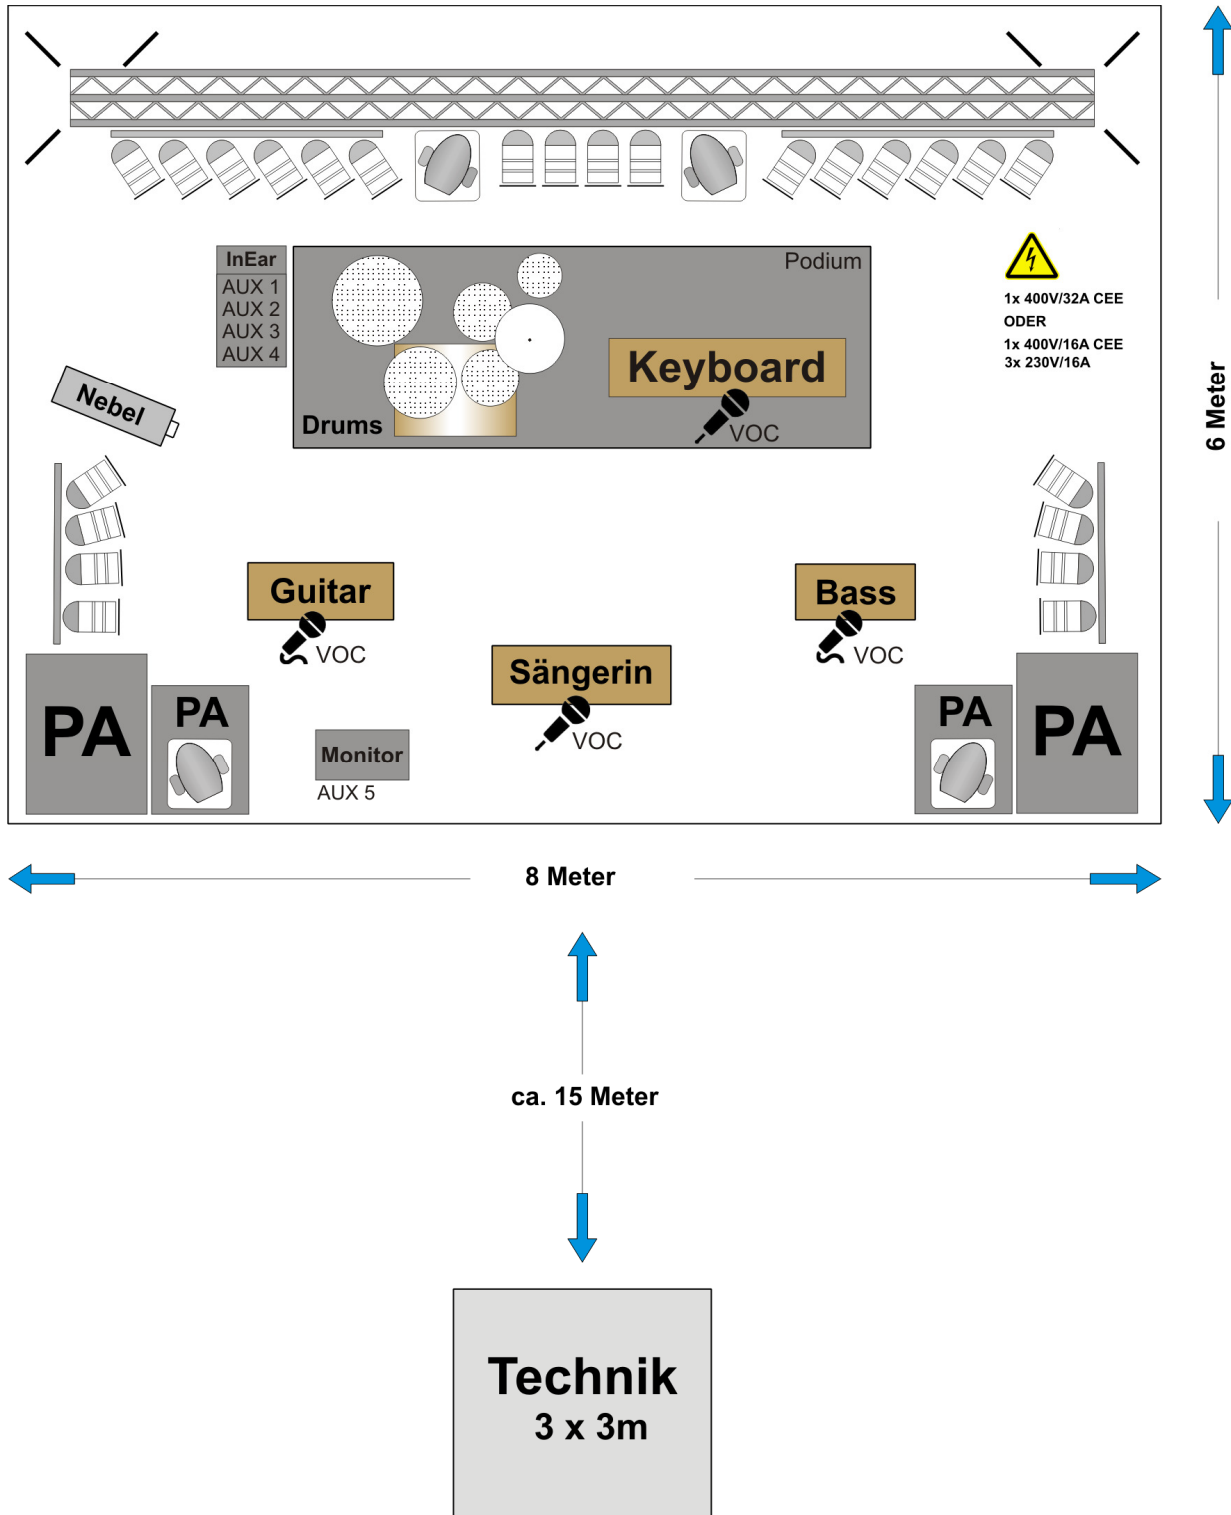 InEar
AUX 1
AUX 2
AUX 3
AUX 4
Podium
Keyboard
VOC
Drums
1x 400V/32A CEE
ODER
1x 400V/16A CEE
3x 230V/16A
6 Meter
Nebel
Guitar
VOC
Bass
VOC
Sängerin
VOC
PA
PA
Monitor
AUX 5
PA
PA
8 Meter
ca. 15 Meter
Technik
3 x 3m